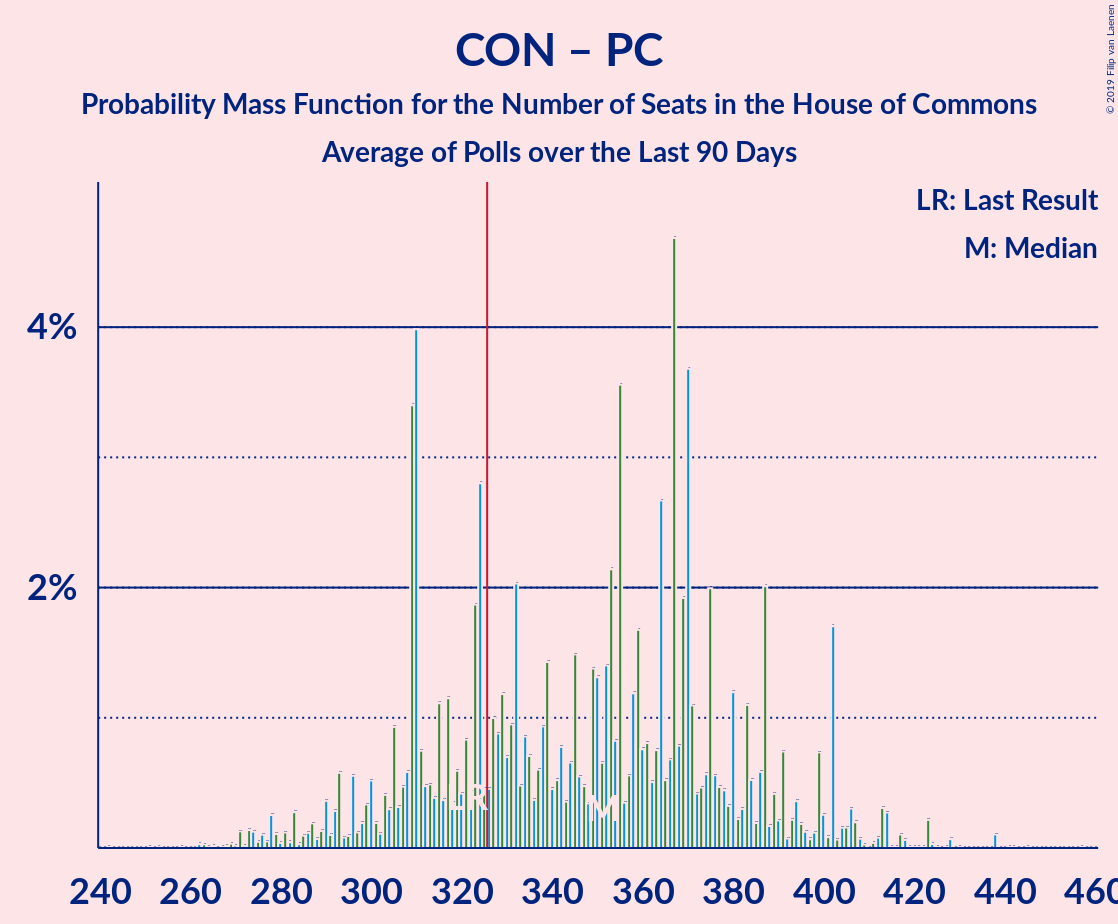 CON – PC
Probability Mass Function for the Number of Seats in the House of Commons
Average of Polls over the Last 90 Days
© 2019 Filip van Laenen
LR: Last Result
M: Median
4%
2%
LR
M
240 260 280 300 320 340 360 380 400 420 440 460